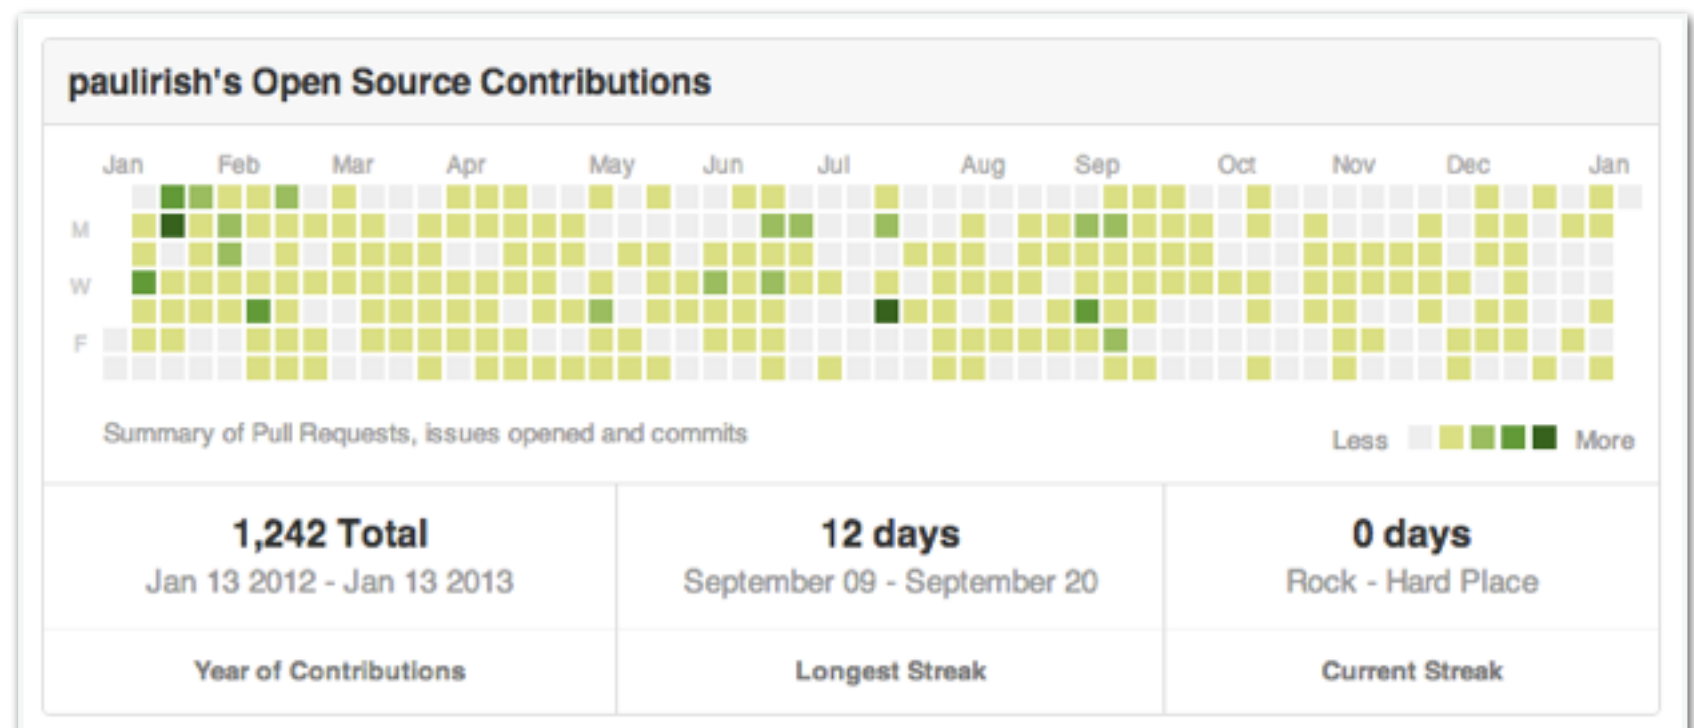 paulirish's Open Source Contributions
Jan Feb Mar Apr May Jun Jul Aug Sep Oct Nov Dec Jan
M
W
F
Summary of Pull Requests, issues opened and commits
Less More
1,242 Total
Jan 13 2012 - Jan 13 2013
Year of Contributions
12 days
September 09 - September 20
Longest Streak
0 days
Rock - Hard Place
Current Streak